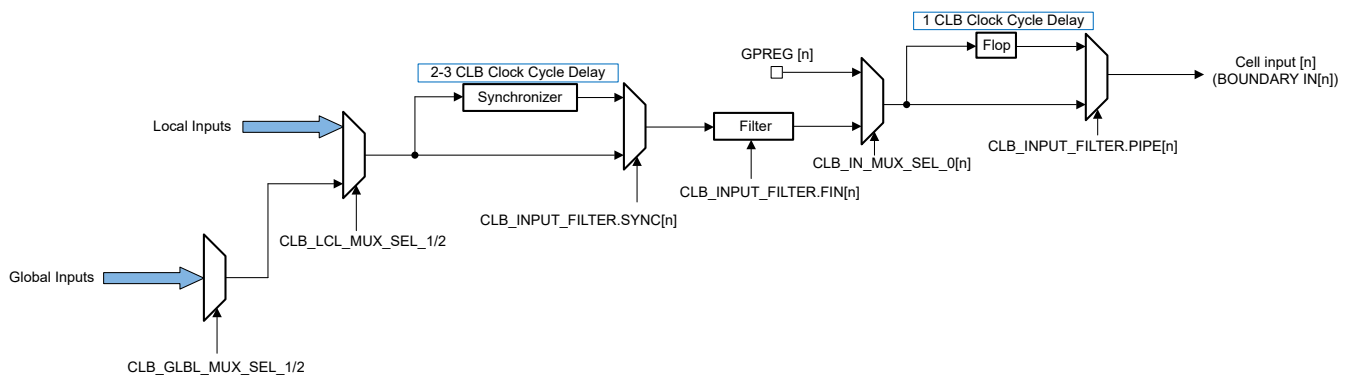 1 CLB Clock Cycle Delay
Flop
GPREG [n]
Cell input [n]
(BOUNDARY IN[n])
2-3 CLB Clock Cycle Delay
Synchronizer
Local Inputs
Filter
CLB_INPUT_FILTER.PIPE[n]
CLB_IN_MUX_SEL_0[n]
CLB_INPUT_FILTER.FIN[n]
CLB_INPUT_FILTER.SYNC[n]
CLB_LCL_MUX_SEL_1/2
Global Inputs
CLB_GLBL_MUX_SEL_1/2